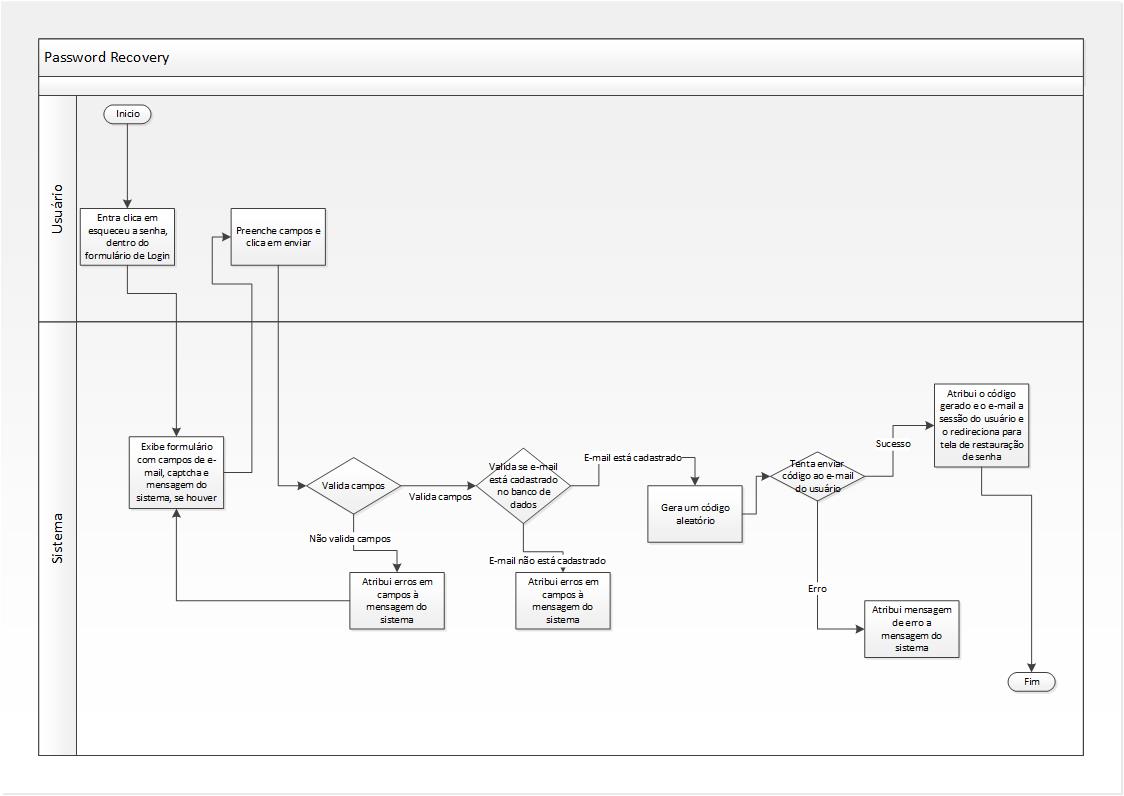 Password Recovery
Usuário
Inicio
Entra clica em
esqueceu a senha,
dentro do
formulário de Login
Preenche campos e
clica em enviar
Sistema
Exibe formulário
com campos de e-
mail, captcha e
mensagem do
sistema, se houver
Valida campos
Valida campos
Não valida campos
Atribui erros em
campos à
mensagem do
sistema
Valida se e-mail
está cadastrado
no banco de
dados
E-mail está cadastrado
E-mail não está cadastrado
Atribui erros em
campos à
mensagem do
sistema
Gera um código
aleatório
Tenta enviar
código ao e-mail
do usuário
Sucesso
Erro
Atribui o código
gerado e o e-mail a
sessão do usuário e
o redireciona para
tela de restauração
de senha
Atribui mensagem
de erro a
mensagem do
sistema
Fim